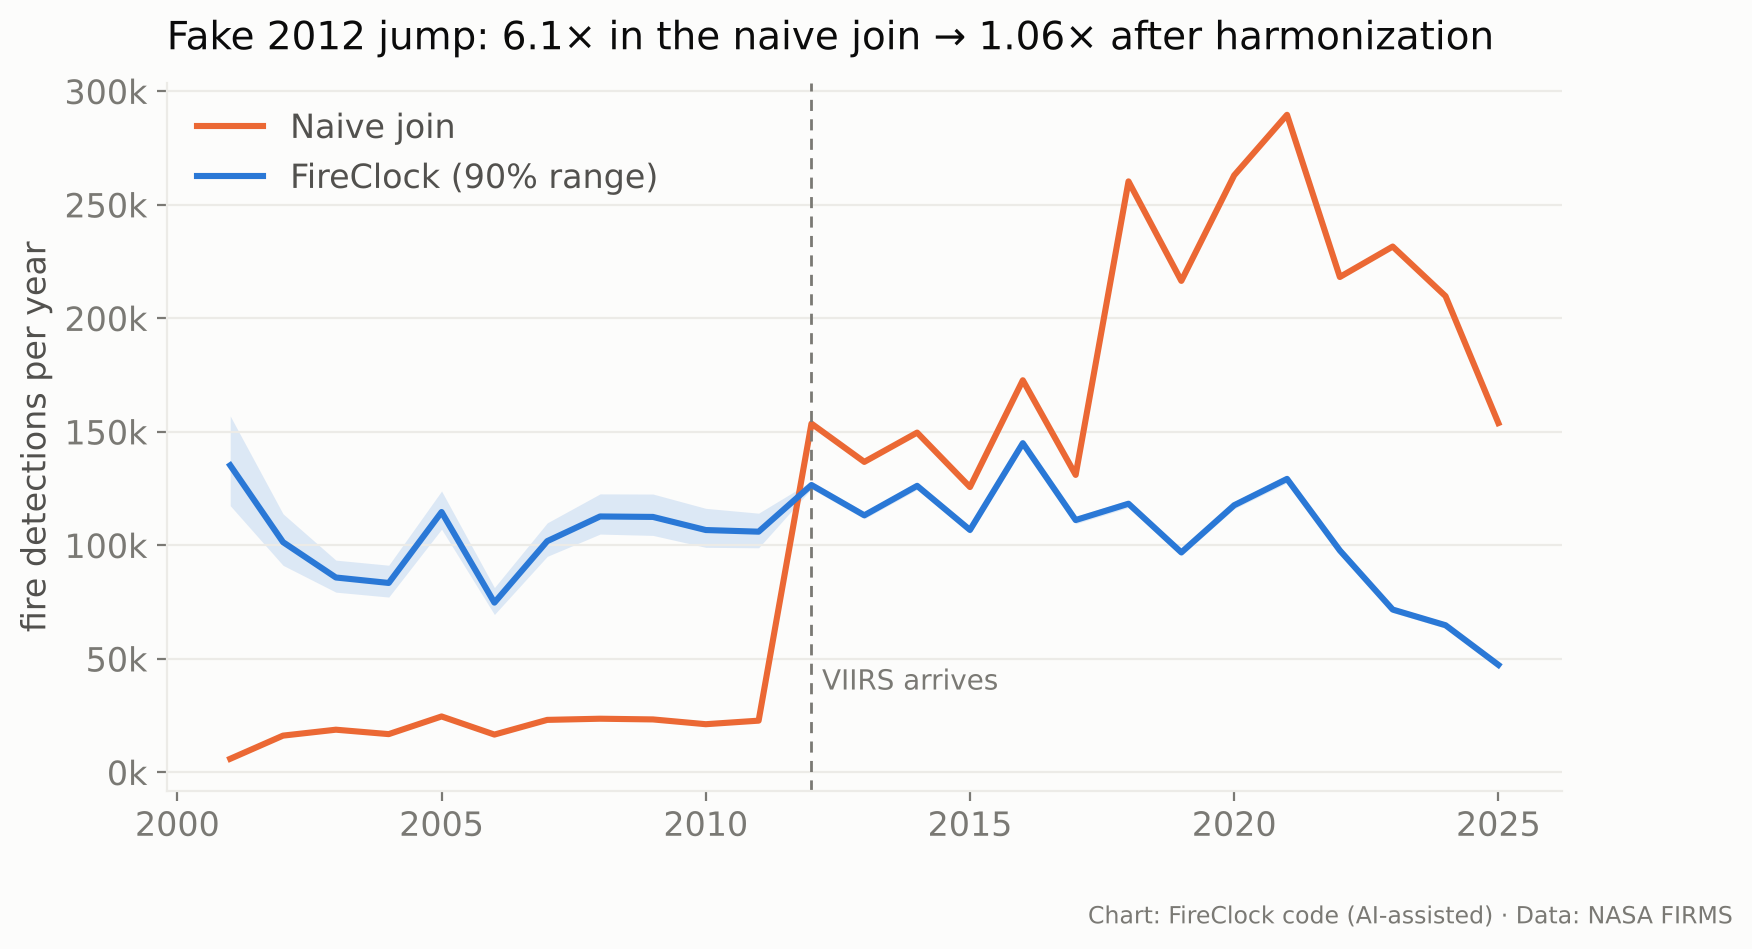 Fake 2012 jump: 6.1× in the naive join → 1.06× after harmonization
300k
250k
200k
150k
100k
50k
0k
fire detections per year
Naive join
FireClock (90% range)
VIIRS arrives
2000
2005
2010
2015
2020
2025
Chart: FireClock code (AI-assisted) · Data: NASA FIRMS